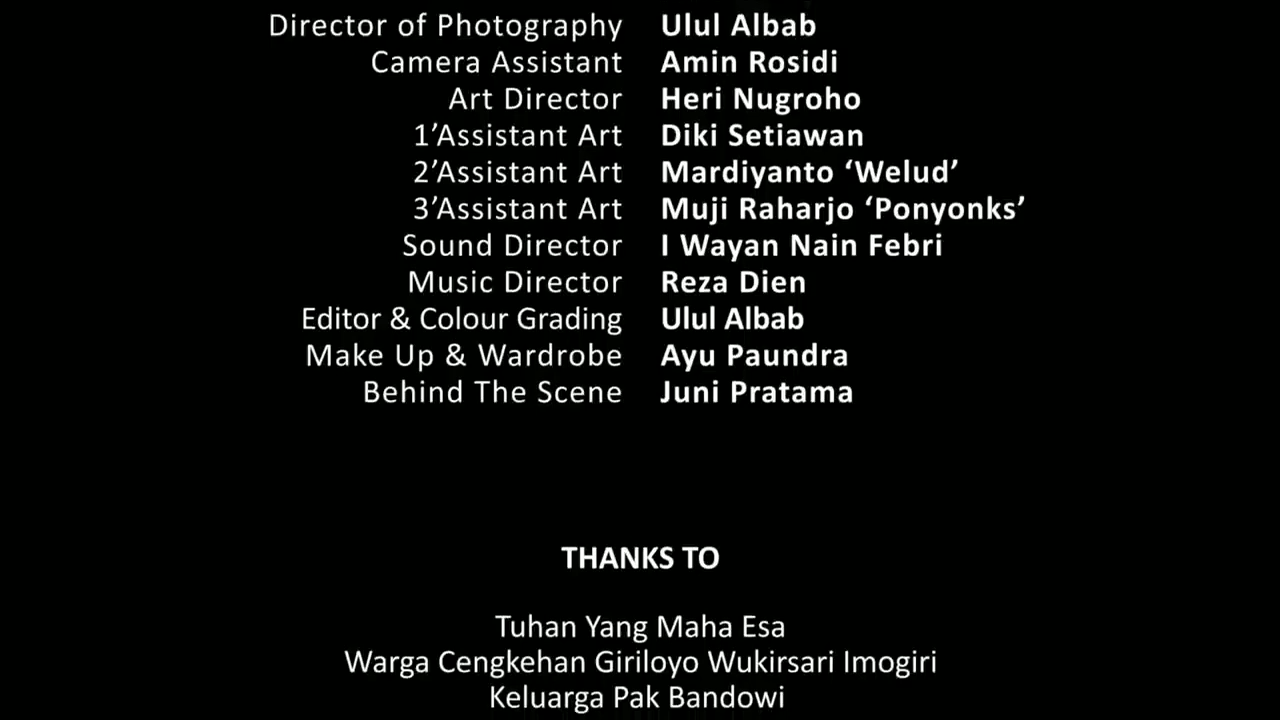 Director of Photography Ulul Albab
Camera Assistant Amin Rosidi
Art Director Heri Nugroho
1’Assistant Art Diki Setiawan
2’Assistant Art Mardiyanto ‘Welud’
3’Assistant Art Muji Raharjo ‘Ponyonks’
Sound Director I Wayan Nain Febri
Music Director Reza Dien
Editor & Colour Grading Ulul Albab
Make Up & Wardrobe Ayu Paundra
Behind The Scene Juni Pratama
THANKS TO
Tuhan Yang Maha Esa
Warga Cengkehan Giriloyo Wukirsari Imogiri
Keluarga Pak Bandowi